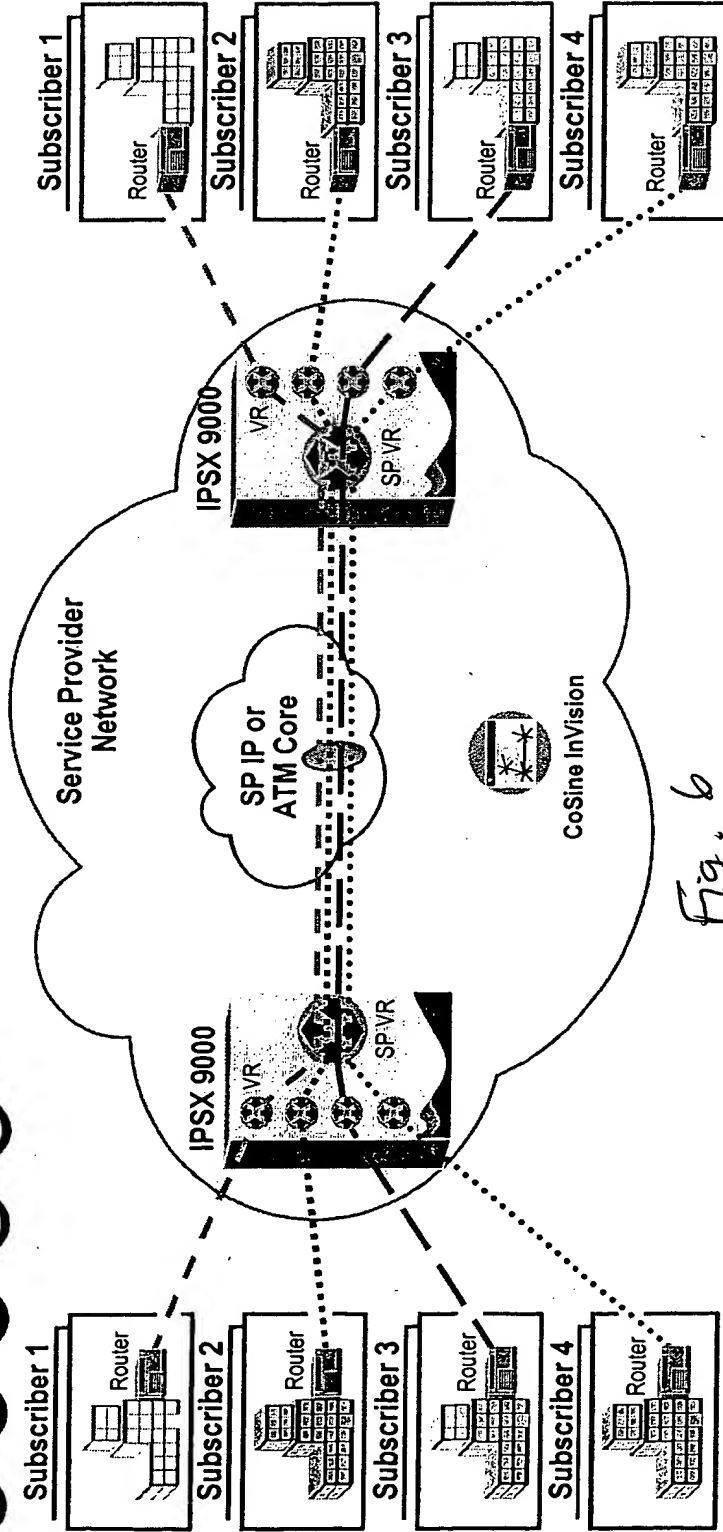 Subscriber 1
Router
Subscriber 2
Router
Subscriber 3
Router
Subscriber 4
Router
IPSX 9000
VR
SP VR
Service Provider
Network
SP IP or
ATM Core
CoSine InVision
IPSX 9000
VR
SP VR
Subscriber 1
Router
Subscriber 2
Router
Subscriber 3
Router
Subscriber 4
Router
Fig. 6